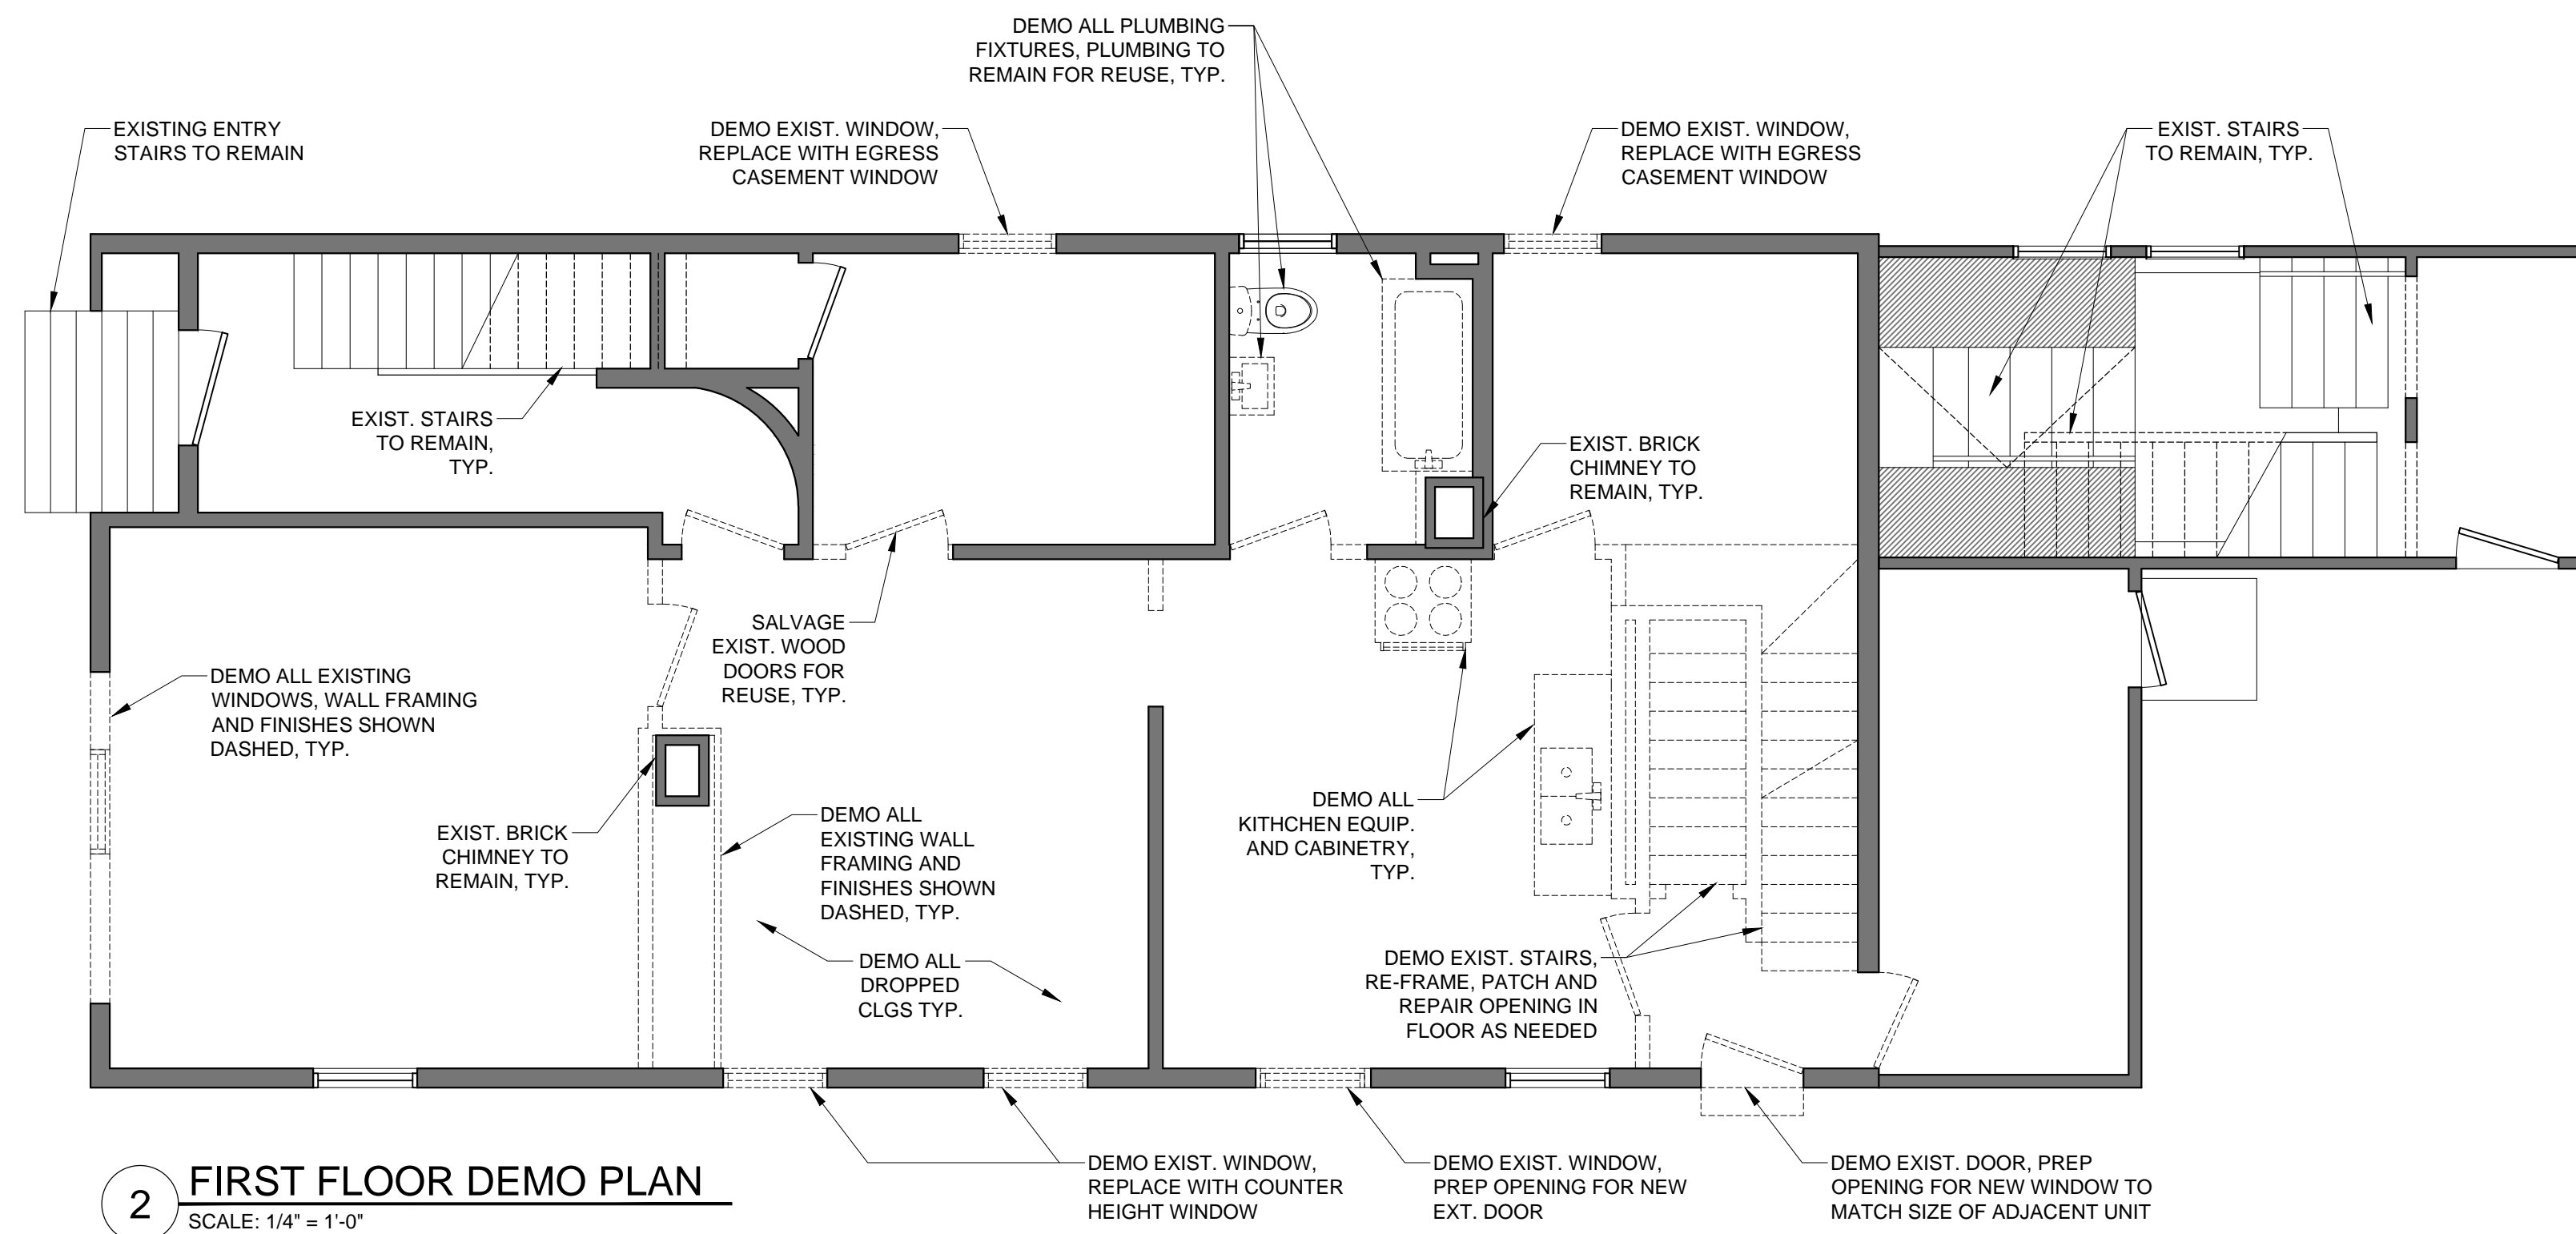 DEMO ALL PLUMBING
FIXTURES, PLUMBING TO
REMAIN FOR REUSE, TYP.
EXISTING ENTRY
STAIRS TO REMAIN
DEMO EXIST. WINDOW,
REPLACE WITH EGRESS
CASEMENT WINDOW
DEMO EXIST. WINDOW,
REPLACE WITH EGRESS
CASEMENT WINDOW
EXIST. STAIRS
TO REMAIN, TYP.
EXIST. STAIRS
TO REMAIN,
TYP.
EXIST. BRICK
CHIMNEY TO
REMAIN, TYP.
SALVAGE
EXIST. WOOD
DOORS FOR
REUSE, TYP.
DEMO ALL EXISTING
WINDOWS, WALL FRAMING
AND FINISHES SHOWN
DASHED, TYP.
EXIST. BRICK
CHIMNEY TO
REMAIN, TYP.
DEMO ALL
EXISTING WALL
FRAMING AND
FINISHES SHOWN
DASHED, TYP.
DEMO ALL
KITHCHEN EQUIP.
AND CABINETRY,
TYP.
DEMO ALL
DROPPED
CLGS TYP.
DEMO EXIST. STAIRS,
RE-FRAME, PATCH AND
REPAIR OPENING IN
FLOOR AS NEEDED
DEMO EXIST. WINDOW,
REPLACE WITH COUNTER
HEIGHT WINDOW
DEMO EXIST. WINDOW,
PREP OPENING FOR NEW
EXT. DOOR
DEMO EXIST. DOOR, PREP
OPENING FOR NEW WINDOW TO
MATCH SIZE OF ADJACENT UNIT
2
FIRST FLOOR DEMO PLAN
SCALE: 1/4" = 1'-0"